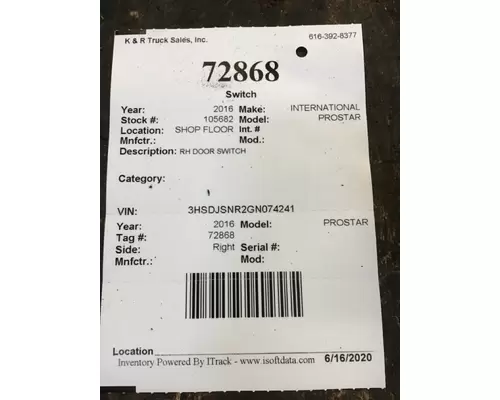 K & R Truck Sales, Inc. 616-392-8377
72868
Switch
Year: 2016 Make: INTERNATIONAL
Stock #: 105682 Model: PROSTAR
Location: SHOP FLOOR Int. #
Mnfctr.: Mod.:
Description: RH DOOR SWITCH
Category:
VIN: 3HSDJSNR2GN074241
Year: 2016 Model: PROSTAR
Tag #: 72868
Side: Right Serial #:
Mnfctr.: Mod:
Location
Inventory Powered By ITrack - www.isoftdata.com 6/16/2020